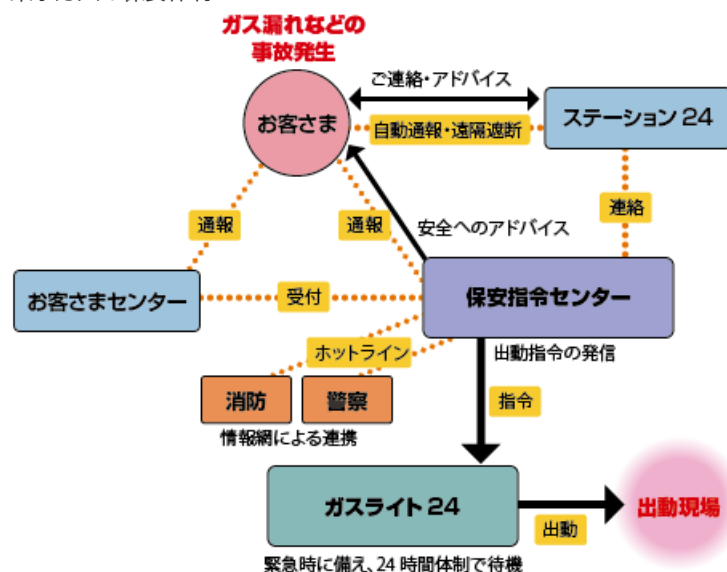 ガス漏れなどの
事故発生
お客さま
ご連絡・アドバイス
自動通報・遠隔遮断
ステーション24
連絡
通報
通報
安全へのアドバイス
お客さまセンター
受付
保安指令センター
ホットライン
出動指令の発信
消防
警察
指令
情報網による連携
ガスライト24
出動
出動現場
緊急時に備え、24時間体制で待機